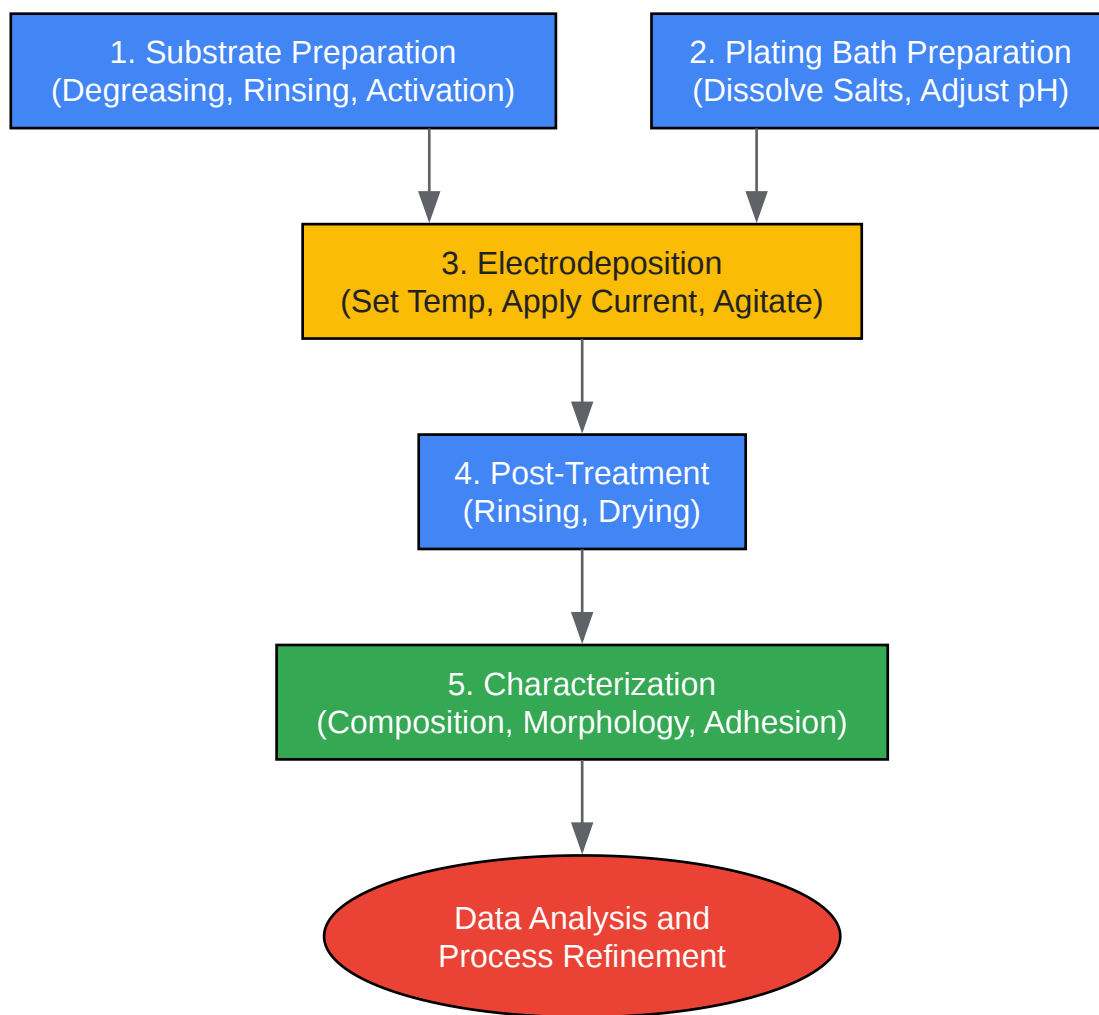 1. Substrate Preparation
(Degreasing, Rinsing, Activation)
2. Plating Bath Preparation
(Dissolve Salts, Adjust pH)
3. Electrodeposition
(Set Temp, Apply Current, Agitate)
4. Post-Treatment
(Rinsing, Drying)
5. Characterization
(Composition, Morphology, Adhesion)
Data Analysis and
Process Refinement